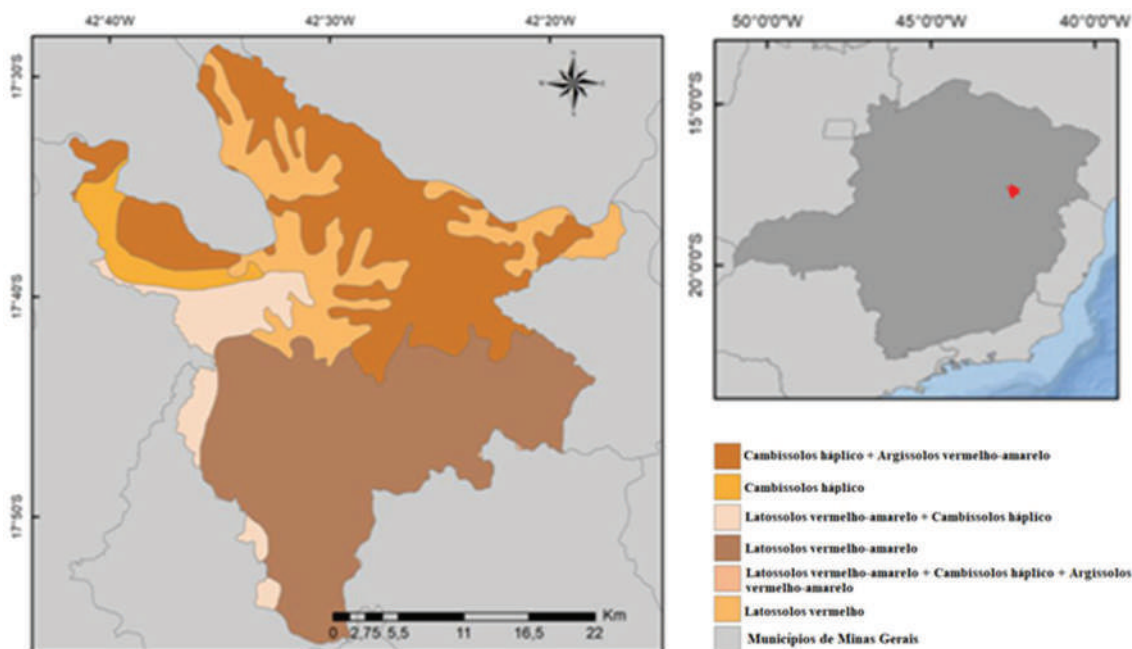 42°40'W 42°30'W 42°20'W
17°30'S
17°40'S
17°50'S
Km
0 2,75 5,5 11 16,5 22
50°0'0"W 45°0'0"W 40°0'0"W
15°0'0"S
20°0'0"S
Cambissolos háplico + Argissolos vermelho-amarelo
Cambissolos háplico
Latossolos vermelho-amarelo + Cambissolos háplico
Latossolos vermelho-amarelo
Latossolos vermelho-amarelo + Cambissolos háplico + Argissolos
vermelho-amarelo
Latossolos vermelho
Municípios de Minas Gerais